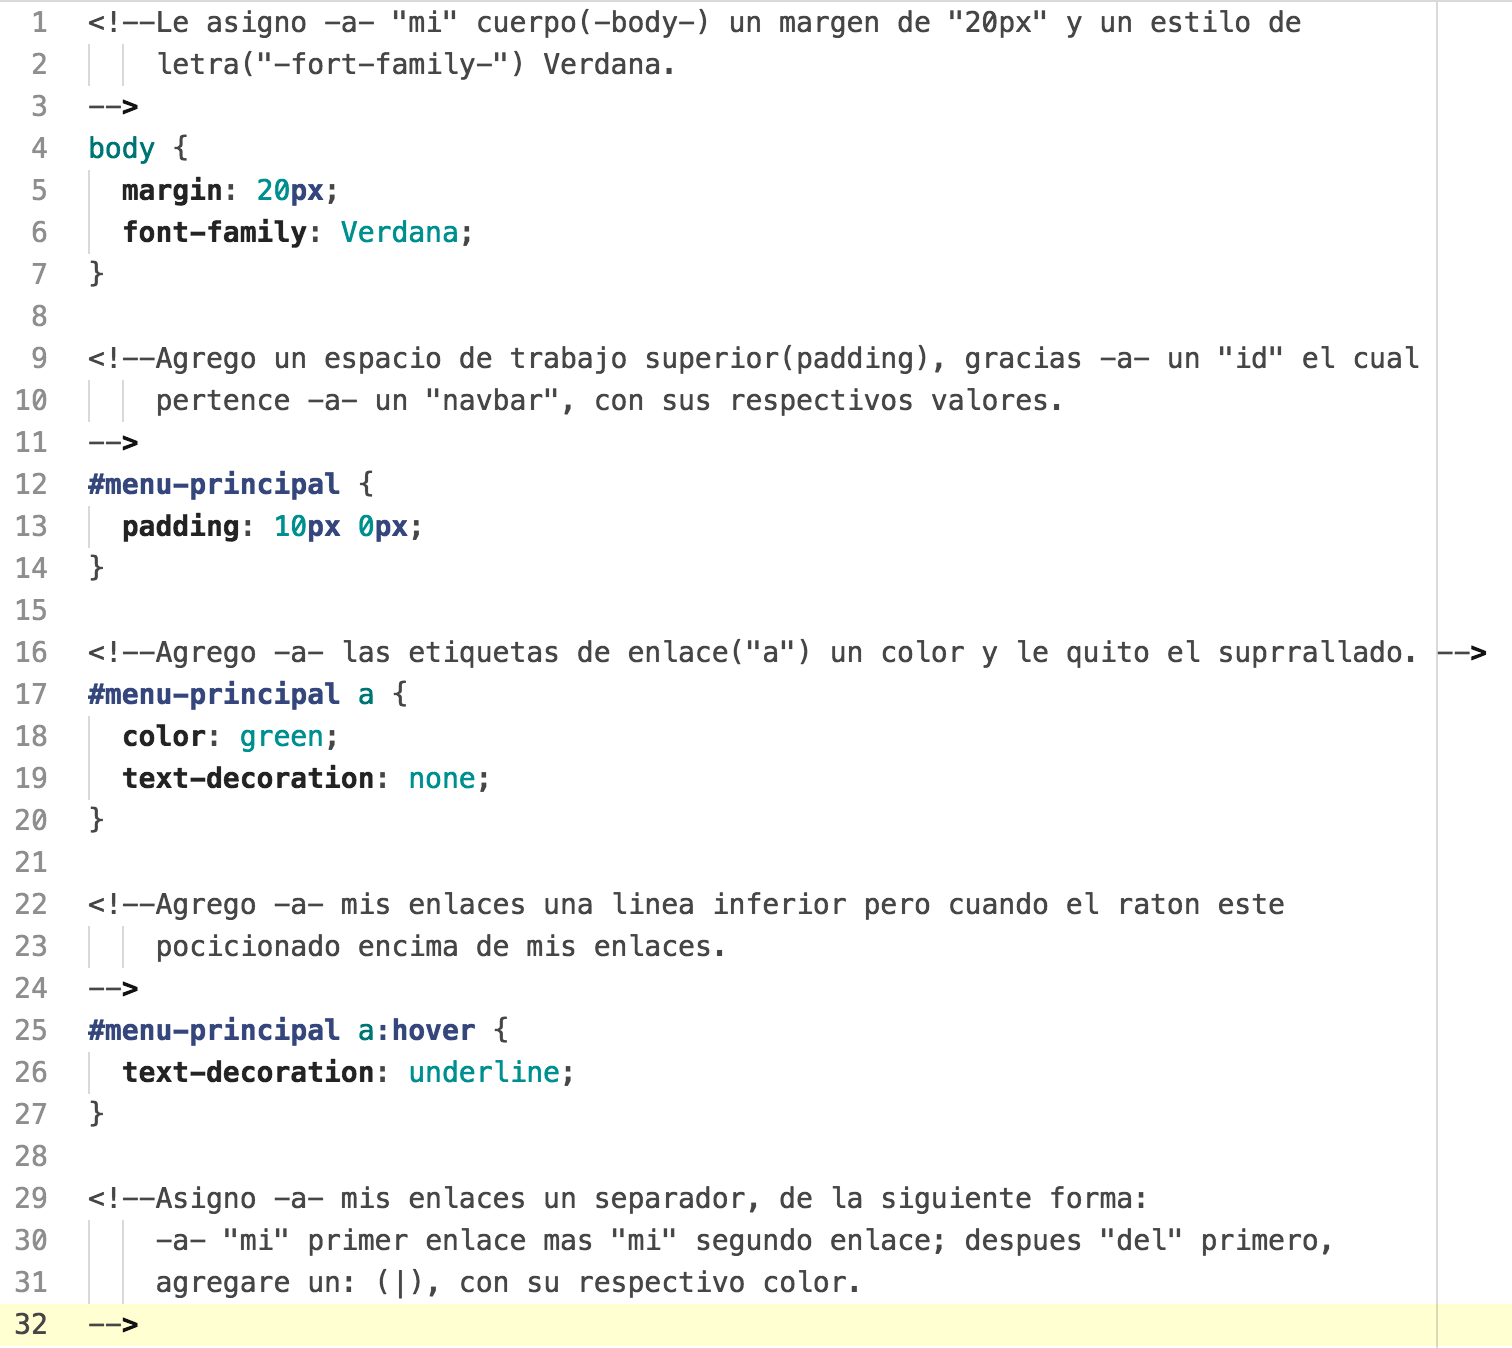 1 <!--Le asigno -a- "mi" cuerpo(-body-) un margen de "20px" y un estilo de
2 letra("-fort-family-") Verdana.
3 -->
4 body {
5 margin: 20px;
6 font-family: Verdana;
7 }
8
9 <!--Agrego un espacio de trabajo superior(padding), gracias -a- un "id" el cual
10 pertence -a- un "navbar", con sus respectivos valores.
11 -->
12 #menu-principal {
13 padding: 10px 0px;
14 }
15
16 <!--Agrego -a- las etiquetas de enlace("a") un color y le quito el suprrallado. -->
17 #menu-principal a {
18 color: green;
19 text-decoration: none;
20 }
21
22 <!--Agrego -a- mis enlaces una linea inferior pero cuando el raton este
23 pocicionado encima de mis enlaces.
24 -->
25 #menu-principal a:hover {
26 text-decoration: underline;
27 }
28
29 <!--Asigno -a- mis enlaces un separador, de la siguiente forma:
30 -a- "mi" primer enlace mas "mi" segundo enlace; despues "del" primero,
31 agregare un: (|), con su respectivo color.
32 -->